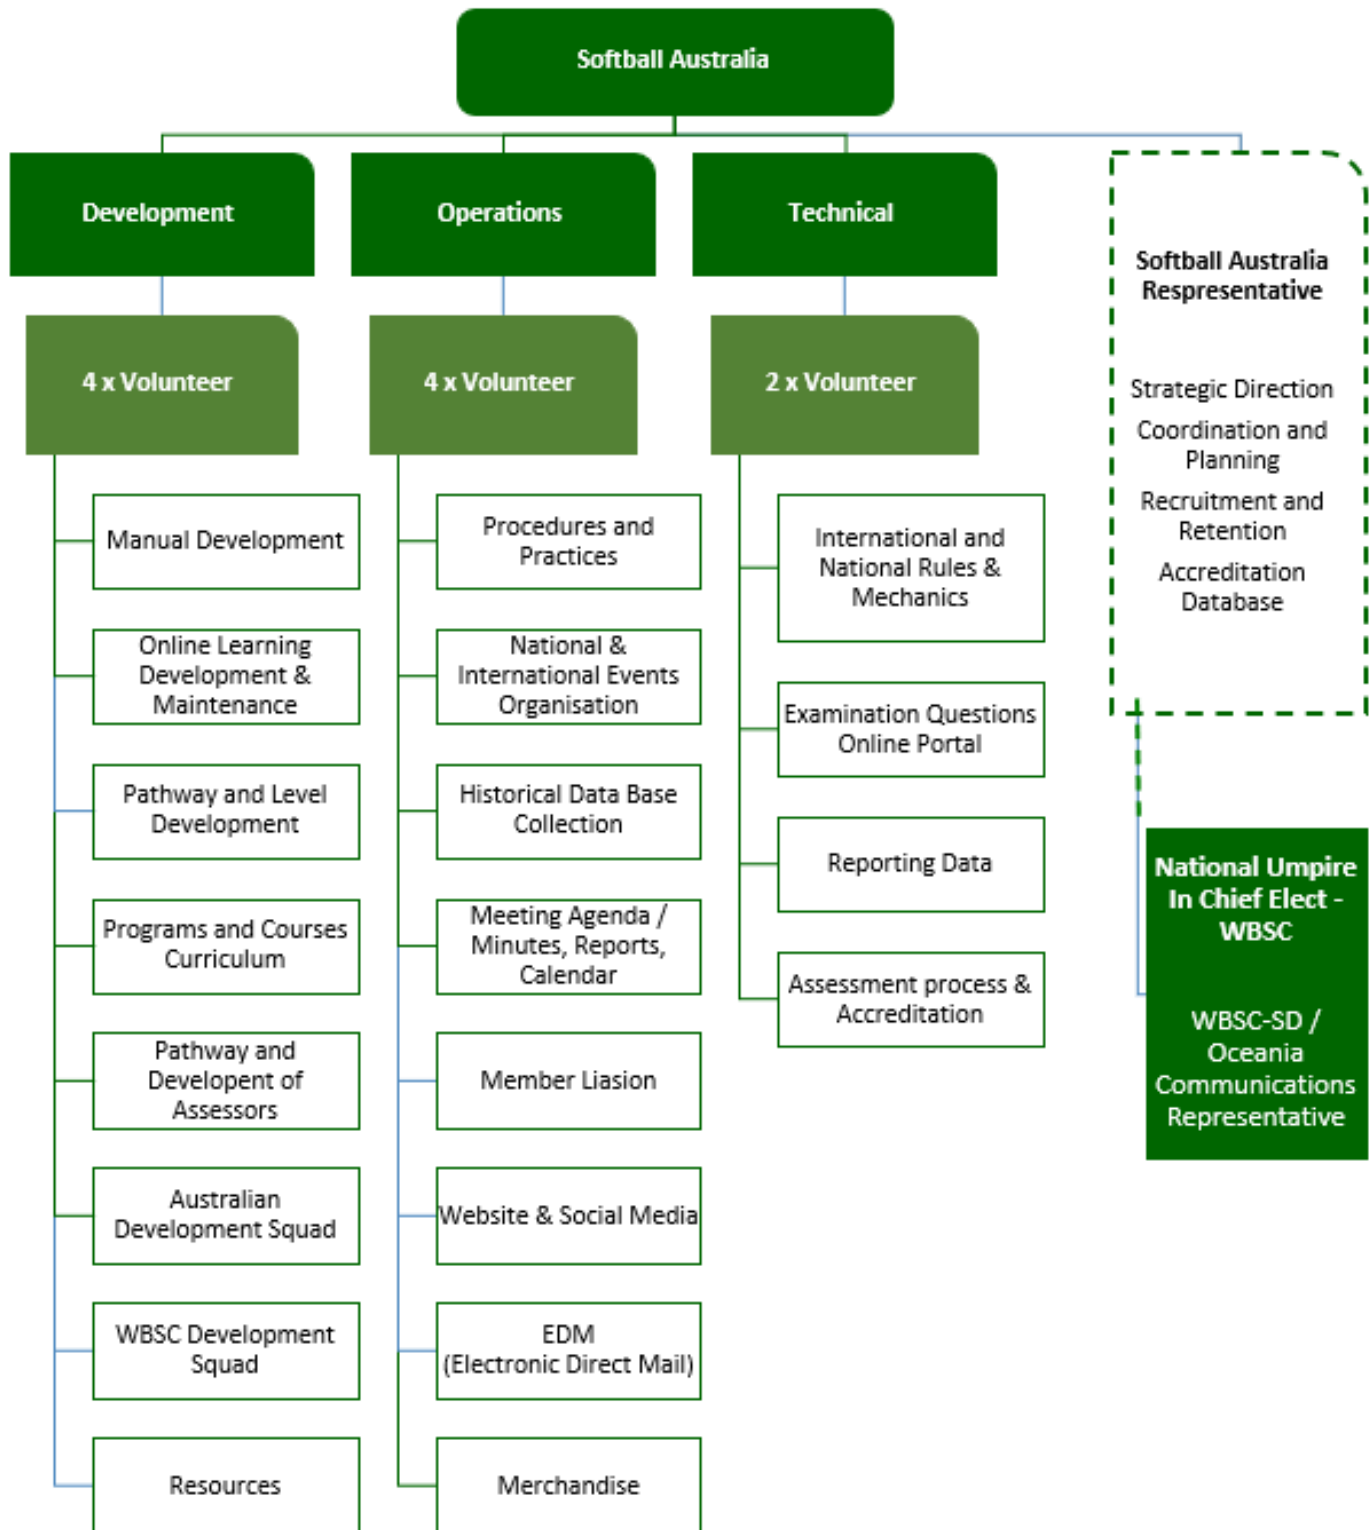 Softball Australia
Development
Operations
Technical
4 x Volunteer
4 x Volunteer
2 x Volunteer
Manual Development
Online Learning
Development &
Maintenance
Pathway and Level
Development
Programs and Courses
Curriculum
Pathway and
Developent of
Assessors
Australian
Development Squad
WBSC Development
Squad
Resources
Procedures and
Practices
National &
International Events
Organisation
Historical Data Base
Collection
Meeting Agenda /
Minutes, Reports,
Calendar
Member Liasion
Website & Social Media
EDM
(Electronic Direct Mail)
Merchandise
International and
National Rules &
Mechanics
Examination Questions
Online Portal
Reporting Data
Assessment process &
Accreditation
Softball Australia
Respresentative
Strategic Direction
Coordination and
Planning
Recruitment and
Retention
Accreditation
Database
National Umpire
In Chief Elect -
WBSC
WBSC-SD /
Oceania
Communications
Representative